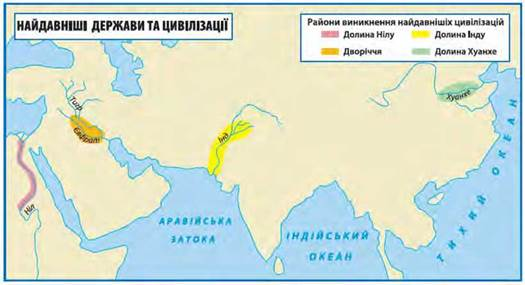 НАЙДАВНІШІ ДЕРЖАВИ ТА ЦИВІЛІЗАЦІЇ
Райони виникнення найдавніших цивілізацій
Долина Нілу
Долина Інду
Дворіччя
Долина Хуанхе
Тигр
Євфрат
Ніл
Інд
Хуанхе
АРАВІЙСЬКА
ЗАТОКА
ІНДІЙСЬКИЙ
ОКЕАН
ТИХИЙ ОКЕАН